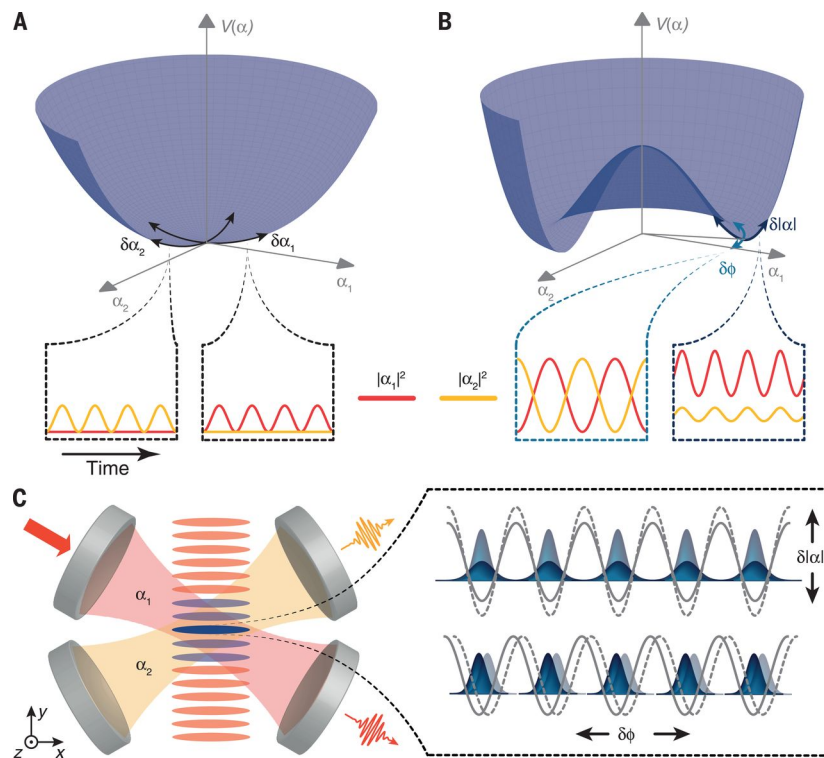 A
V(α)
δα₂
δα₁
α₂
α₁
B
V(α)
δ|α|
δϕ
α₂
α₁
|α₁|²
|α₂|²
Time
C
α₁
α₂
y
z
x
δ|α|
δϕ